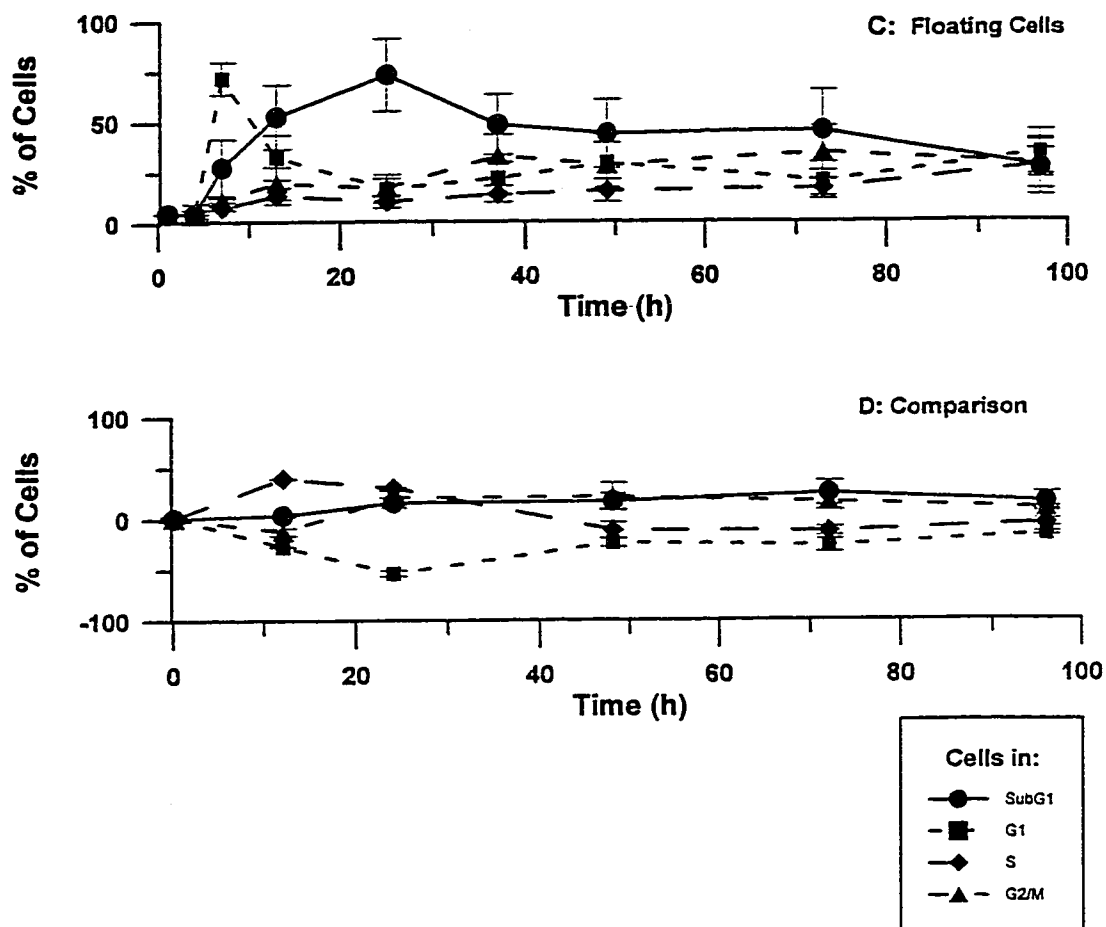 C: Floating Cells
% of Cells
100
50
0
0 20 40 60 80 100
Time (h)
D: Comparison
% of Cells
100
0
-100
0 20 40 60 80 100
Time (h)
Cells in:
SubG1
G1
S
G2/M